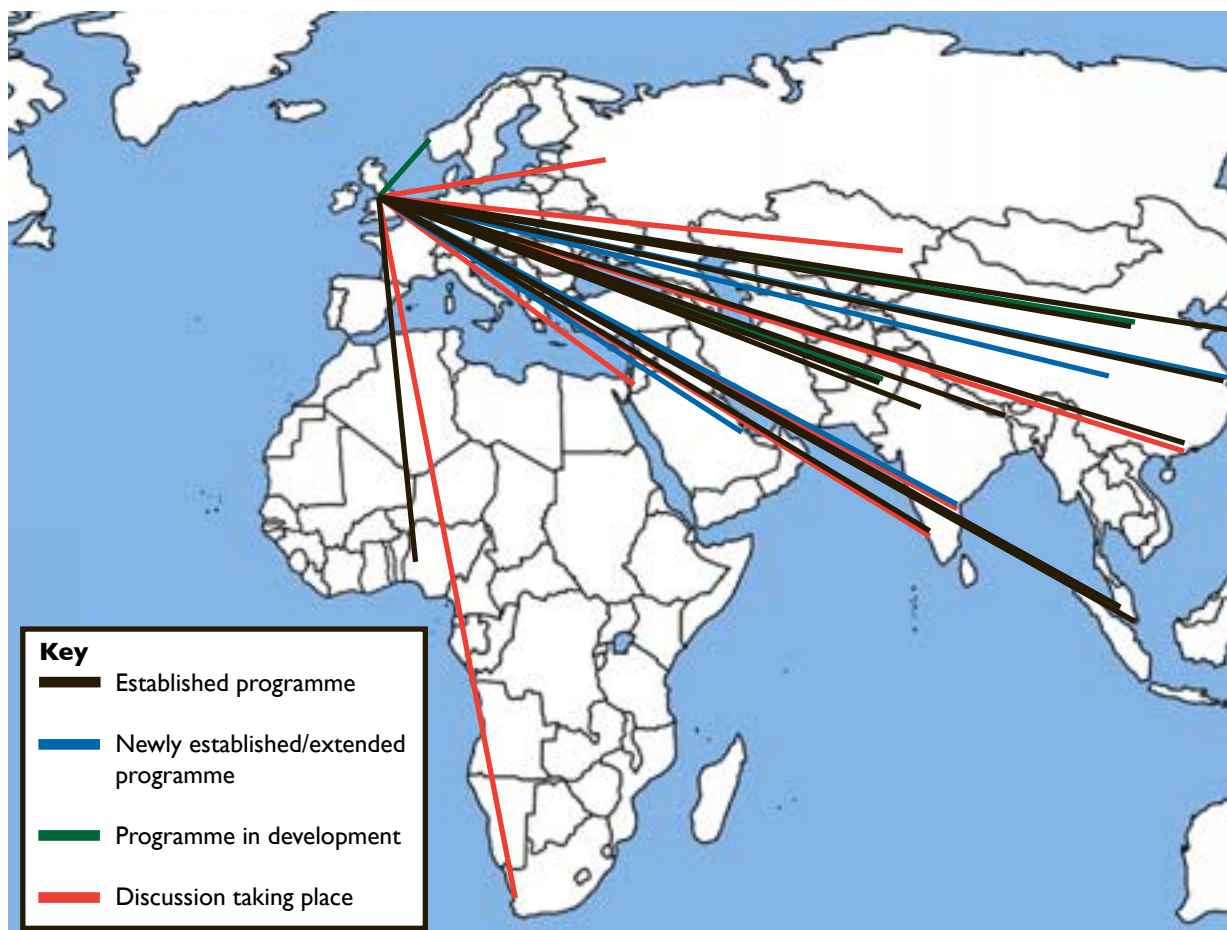 Key
Established programme
Newly established/extended
programme
Programme in development
Discussion taking place